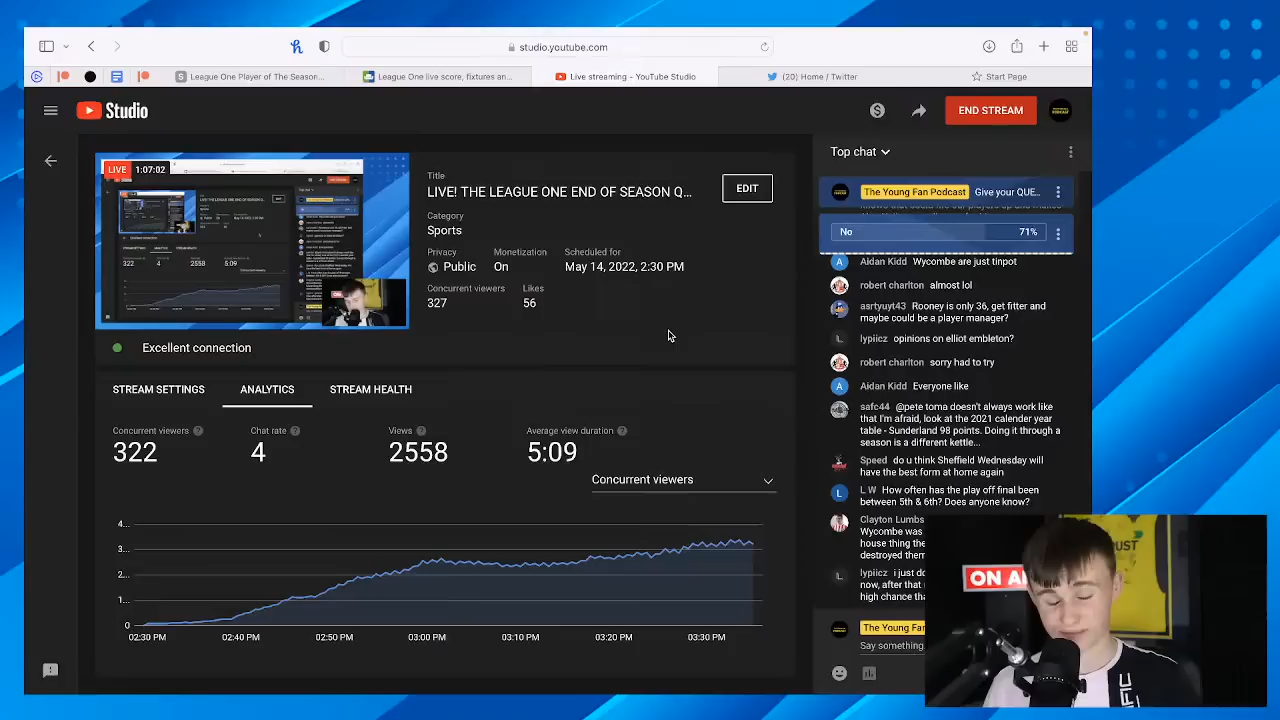 studio.youtube.com
League One Player of The Season...
League One live score, fixtures an...
Live streaming - YouTube Studio
(20) Home / Twitter
Start Page
Studio
END STREAM
LIVE 1:07:02
Title
LIVE! THE LEAGUE ONE END OF SEASON Q...
EDIT
Category
Sports
Privacy
Public
Monetization
On
Scheduled for
May 14, 2022, 2:30 PM
Concurrent viewers
327
Likes
56
Excellent connection
STREAM SETTINGS
ANALYTICS
STREAM HEALTH
Concurrent viewers
322
Chat rate
4
Views
2558
Average view duration
5:09
Concurrent viewers
4...
3...
2...
1...
0
02:30 PM 02:40 PM 02:50 PM 03:00 PM 03:10 PM 03:20 PM 03:30 PM
Top chat
The Young Fan Podcast Give your QUE...
No 71%
Aidan Kidd Wycombe are just tinpot
robert charlton almost lol
asrtyuyt43 Rooney is only 36, get fitter and
maybe could be a player manager?
lypiicz opinions on elliot embleton?
robert charlton sorry had to try
Aidan Kidd Everyone like
safc44 @pete toma doesn't always work like
that I'm afraid, look at the 2021 calender year
table - Sunderland 98 points. Doing it through a
season is a different kettle...
Speed do u think Sheffield Wednesday will
have the best form at home again
L W How often has the play off final been
between 5th & 6th? Does anyone know?
Clayton Lumbs
Wycombe was
house thing the
destroyed them
lypiicz i just do
now, after that
high chance tha
The Young Fan
Say something
ON A